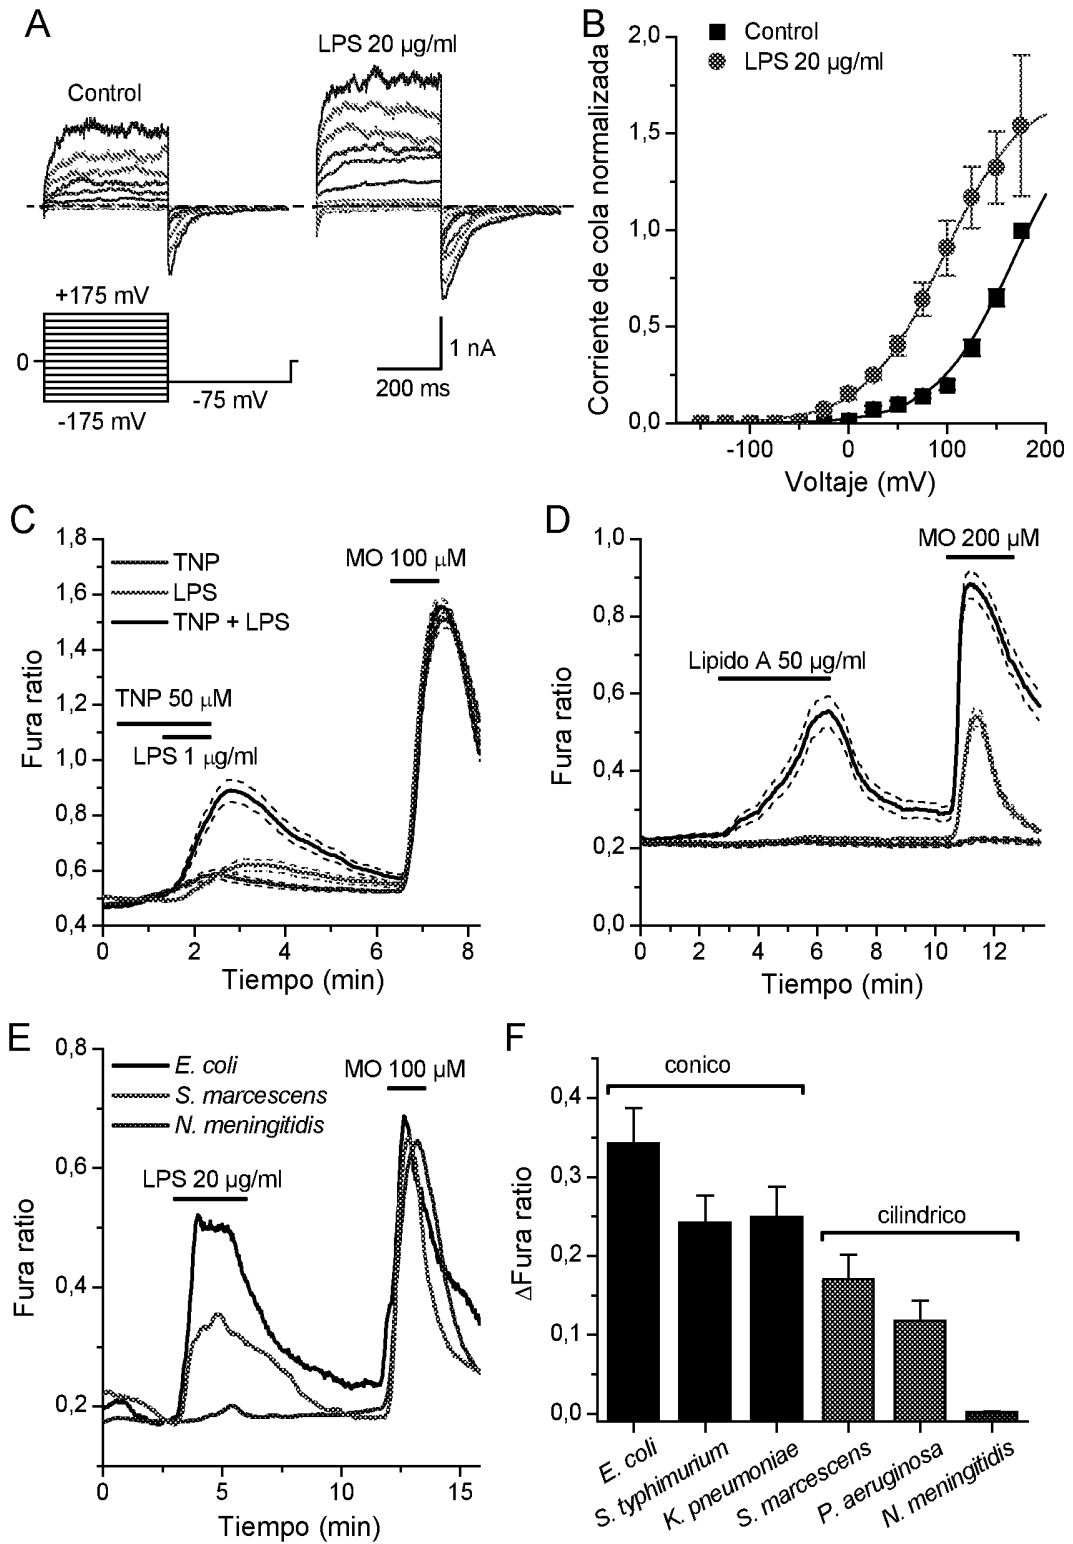 A
LPS 20 µg/ml
Control
+175 mV
0
-175 mV
-75 mV
1 nA
200 ms
B
Control
LPS 20 µg/ml
Corriente de cola normalizada
2,0
1,5
1,0
0,5
0,0
-100
0
100
200
Voltaje (mV)
C
TNP
LPS
TNP + LPS
MO 100 µM
TNP 50 µM
LPS 1 µg/ml
Fura ratio
1,8
1,6
1,4
1,2
1,0
0,8
0,6
0,4
0
2
4
6
8
Tiempo (min)
D
MO 200 µM
Lipido A 50 µg/ml
Fura ratio
1,0
0,8
0,6
0,4
0,2
0,0
0
2
4
6
8
10
12
Tiempo (min)
E
E. coli
S. marcescens
N. meningitidis
MO 100 µM
LPS 20 µg/ml
Fura ratio
0,8
0,6
0,4
0,2
0
5
10
15
Tiempo (min)
F
conico
cilindrico
ΔFura ratio
0,4
0,3
0,2
0,1
0,0
E. coli
S. typhimurium
K. pneumoniae
S. marcescens
P. aeruginosa
N. meningitidis